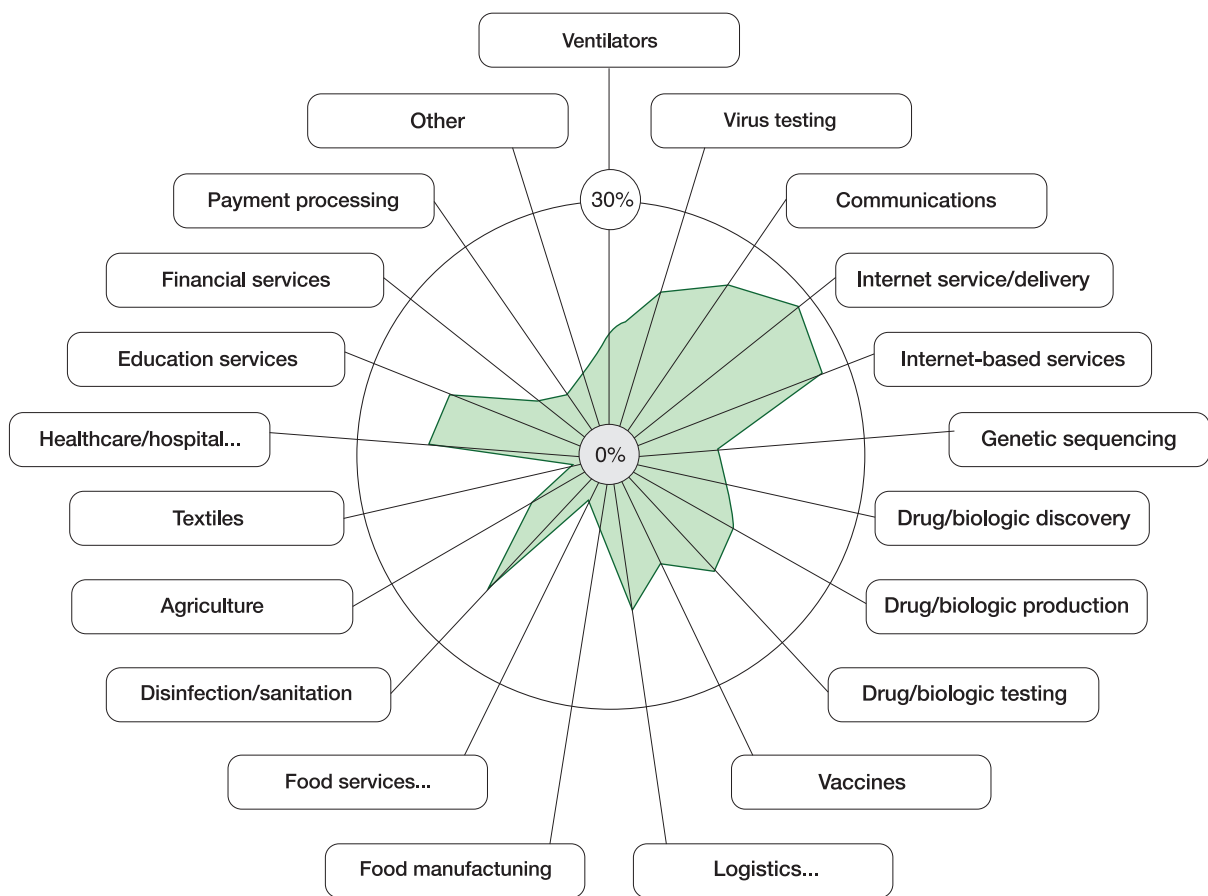 Ventilators
Other
Virus testing
Payment processing
30%
Communications
Financial services
Internet service/delivery
Education services
Internet-based services
Healthcare/hospital...
0%
Genetic sequencing
Textiles
Drug/biologic discovery
Agriculture
Drug/biologic production
Disinfection/sanitation
Drug/biologic testing
Food services...
Vaccines
Food manufactuning
Logistics...